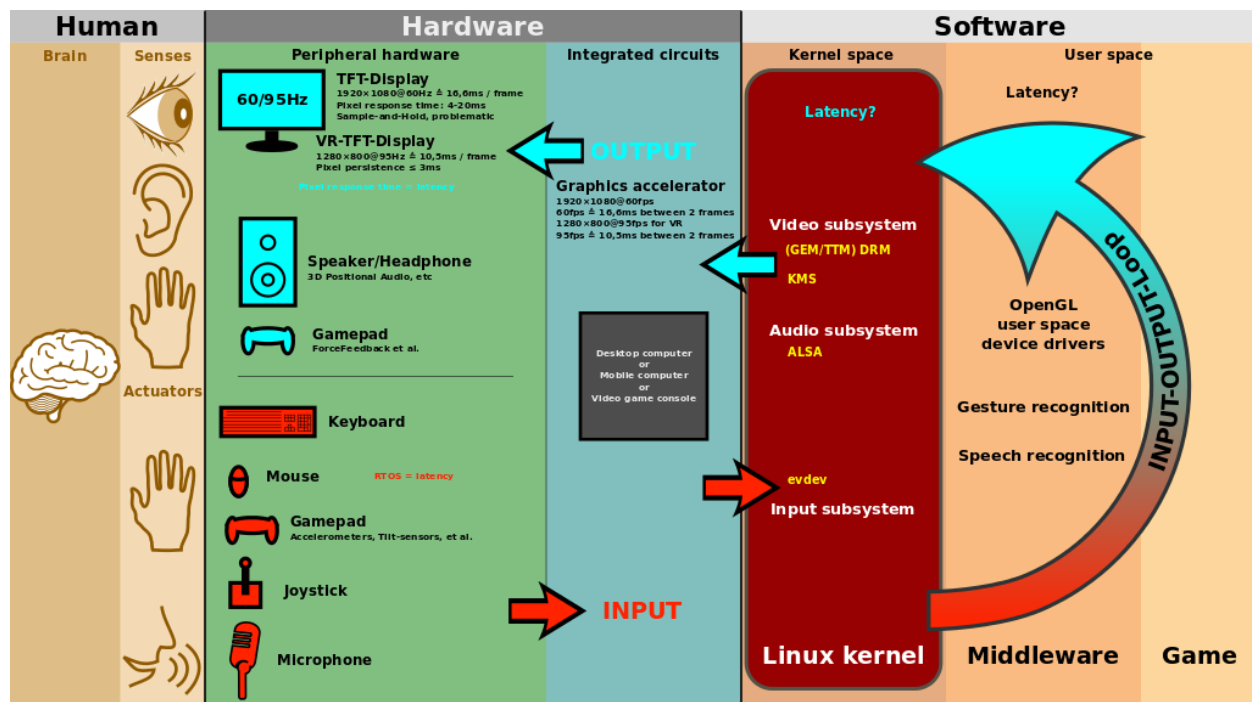 Human
Hardware
Software
Brain
Senses
Peripheral hardware
Integrated circuits
Kernel space
User space
60/95Hz
TFT-Display
1920×1080@60Hz ≙ 16,6ms / frame
Pixel response time: 4-20ms
Sample-and-Hold, problematic
VR-TFT-Display
1280×800@95Hz ≙ 10,5ms / frame
Pixel persistence ≤ 3ms
Pixel response time = latency
OUTPUT
Graphics accelerator
1920×1080@60fps
60fps ≙ 16,6ms between 2 frames
1280×800@95fps for VR
95fps ≙ 10,5ms between 2 frames
Latency?
Latency?
Video subsystem
(GEM/TTM) DRM
KMS
Speaker/Headphone
3D Positional Audio, etc
Gamepad
ForceFeedback et al.
Audio subsystem
ALSA
OpenGL
user space
device drivers
INPUT-OUTPUT-Loop
Desktop computer
or
Mobile computer
or
Video game console
Actuators
Keyboard
Gesture recognition
Speech recognition
Mouse
RTOS = latency
evdev
Input subsystem
Gamepad
Accelerometers, Tilt-sensors, et al.
Joystick
INPUT
Microphone
Linux kernel
Middleware
Game